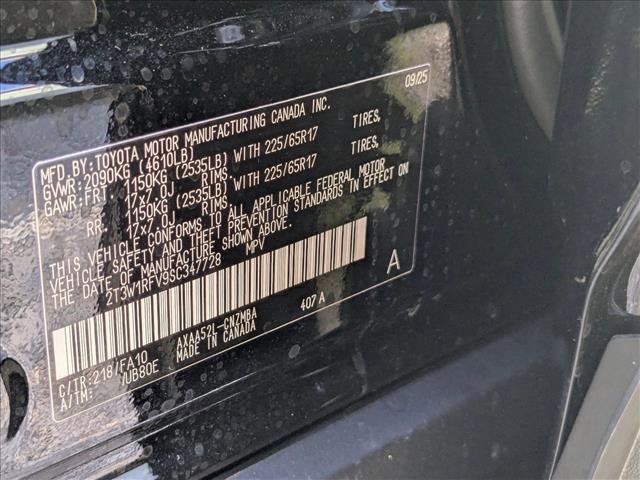 MFD.BY:TOYOTA MOTOR MANUFACTURING CANADA INC. 09/25
GVWR:2090KG (4610LB)
GAWR:FRT 1150KG (2535LB) WITH 225/65R17 TIRES,
17x7.0J RIMS
RR. 1150KG (2535LB) WITH 225/65R17 TIRES,
17x7.0J RIMS
THIS VEHICLE CONFORMS TO ALL APPLICABLE FEDERAL MOTOR
VEHICLE SAFETY AND THEFT PREVENTION STANDARDS IN EFFECT ON
THE DATE OF MANUFACTURE SHOWN ABOVE.
2T3W1RFV9SC347728 MPV
A
C/TR:218/FA10 AXAA52L-CNZMBA 407 A
A/TM: /UB80E MADE IN CANADA